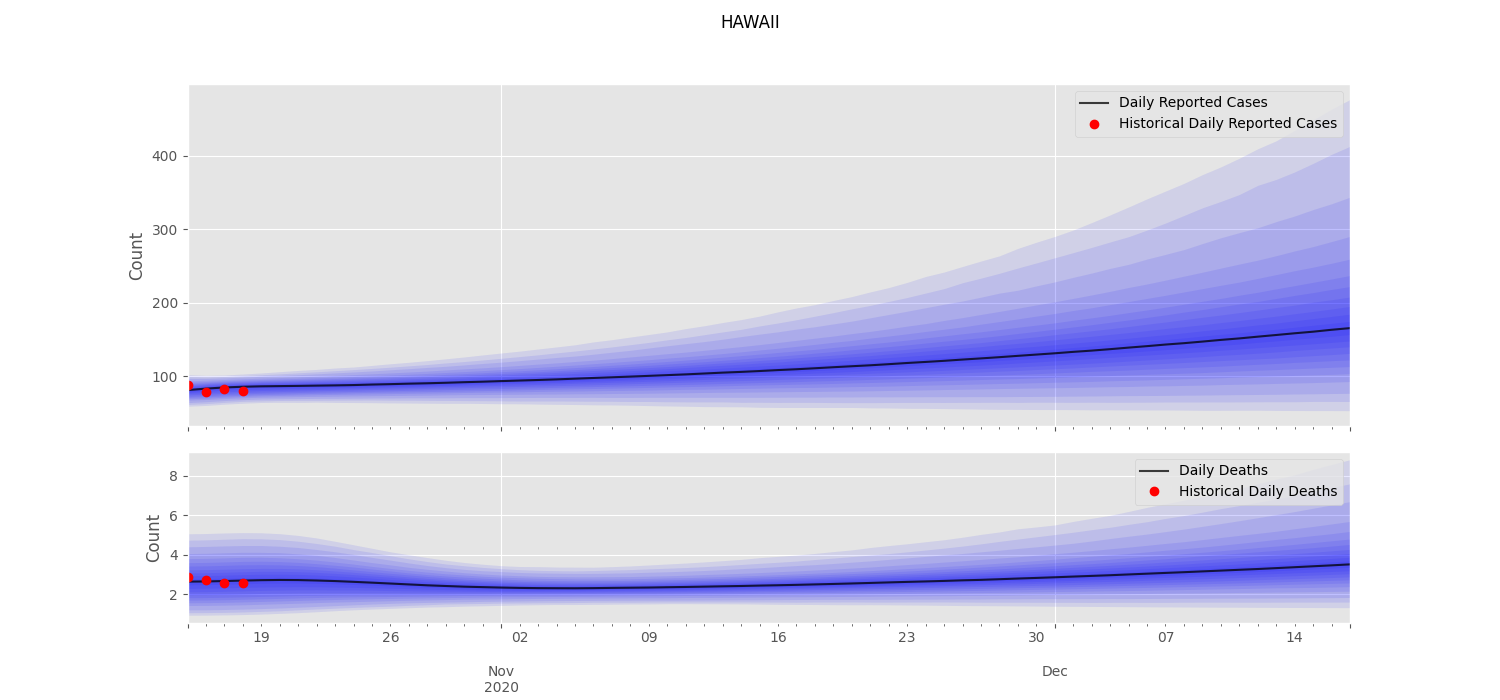 HAWAII
Daily Reported Cases
Historical Daily Reported Cases
400
300
200
100
Count
Daily Deaths
Historical Daily Deaths
8
6
4
2
Count
19 26 02 09 16 23 30 07 14
Nov Dec
2020